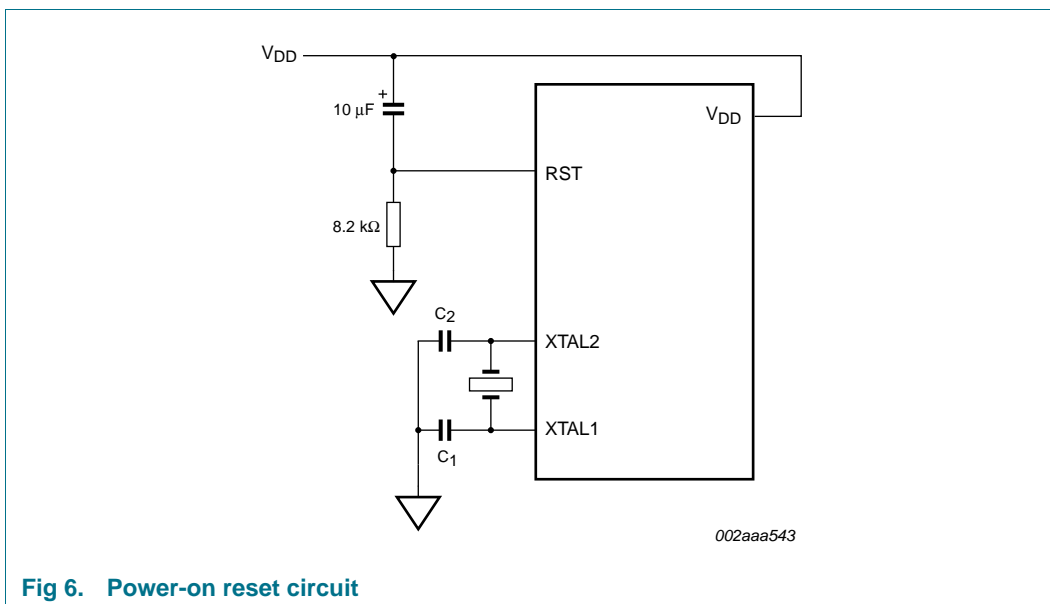 VDD
+
10 μF
VDD
RST
8.2 kΩ
C2
XTAL2
XTAL1
C1
002aaa543
Fig 6. Power-on reset circuit